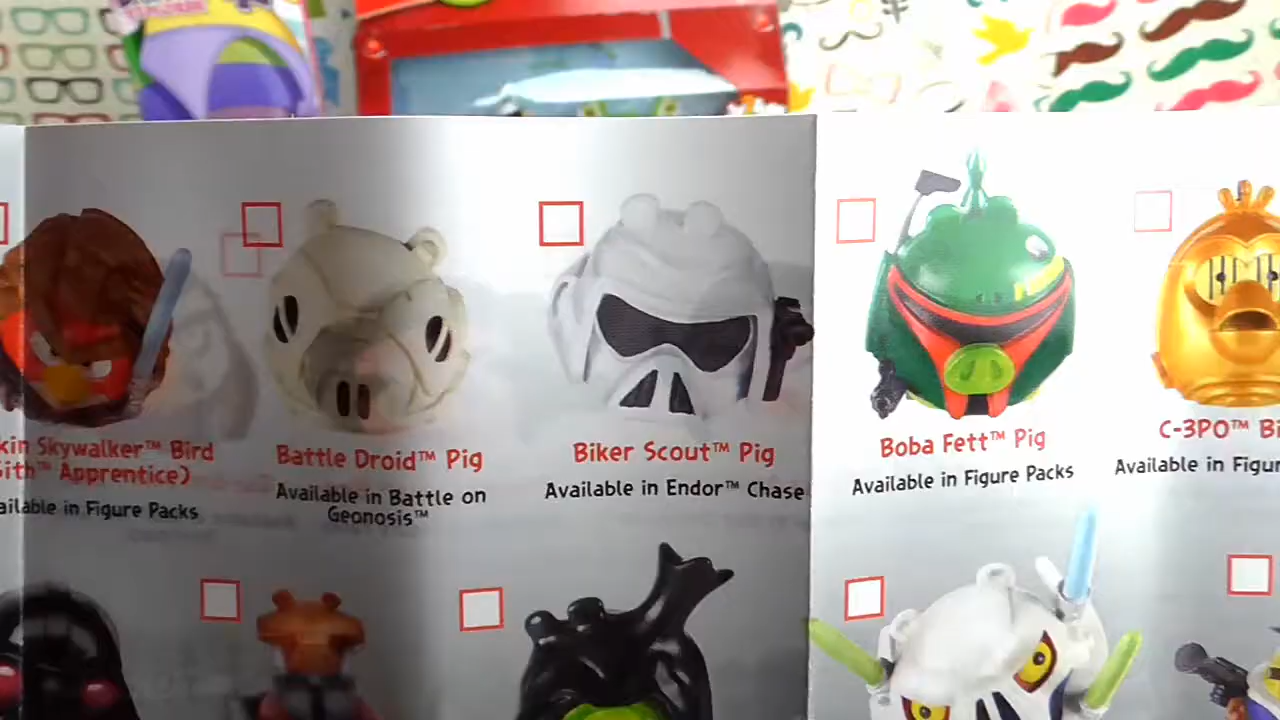 kin Skywalker™ Bird
ith™ Apprentice)
ailable in Figure Packs
Battle Droid™ Pig
Available in Battle on
Geonosis™
Biker Scout™ Pig
Available in Endor™ Chase
Boba Fett™ Pig
Available in Figure Packs
C-3PO™ Bi
Available in Figur